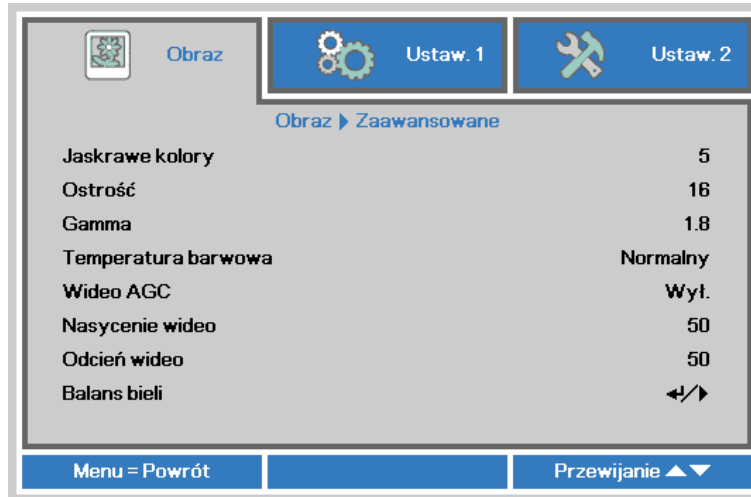 Obraz
Ustaw. 1
Ustaw. 2
Obraz Zaawansowane
Jaskrawe kolory 5
Ostrość 16
Gamma 1.8
Temperatura barwowa Normalny
Wideo AGC Wył.
Nasycenie wideo 50
Odcień wideo 50
Balans bieli
Menu = Powrót
Przewijanie